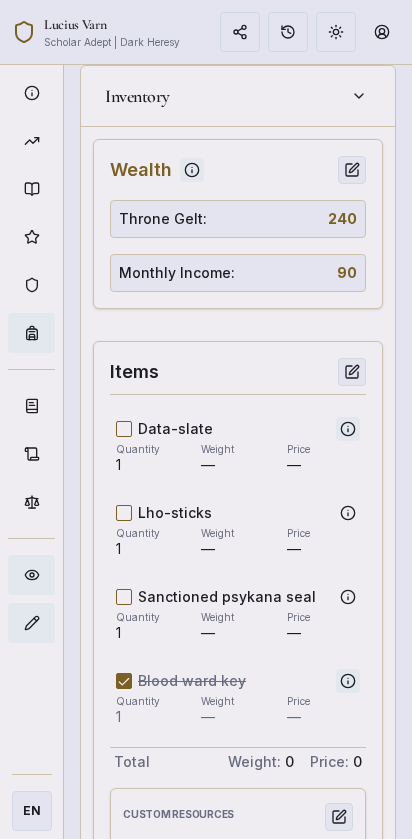 Lucius Varn
Scholar Adept | Dark Heresy
Inventory
Wealth
Throne Gelt: 240
Monthly Income: 90
Items
Data-slate
Quantity Weight Price
1 — —
Lho-sticks
Quantity Weight Price
1 — —
Sanctioned psykana seal
Quantity Weight Price
1 — —
Blood ward key
Quantity Weight Price
1 — —
Total Weight: 0 Price: 0
CUSTOM RESOURCES
EN